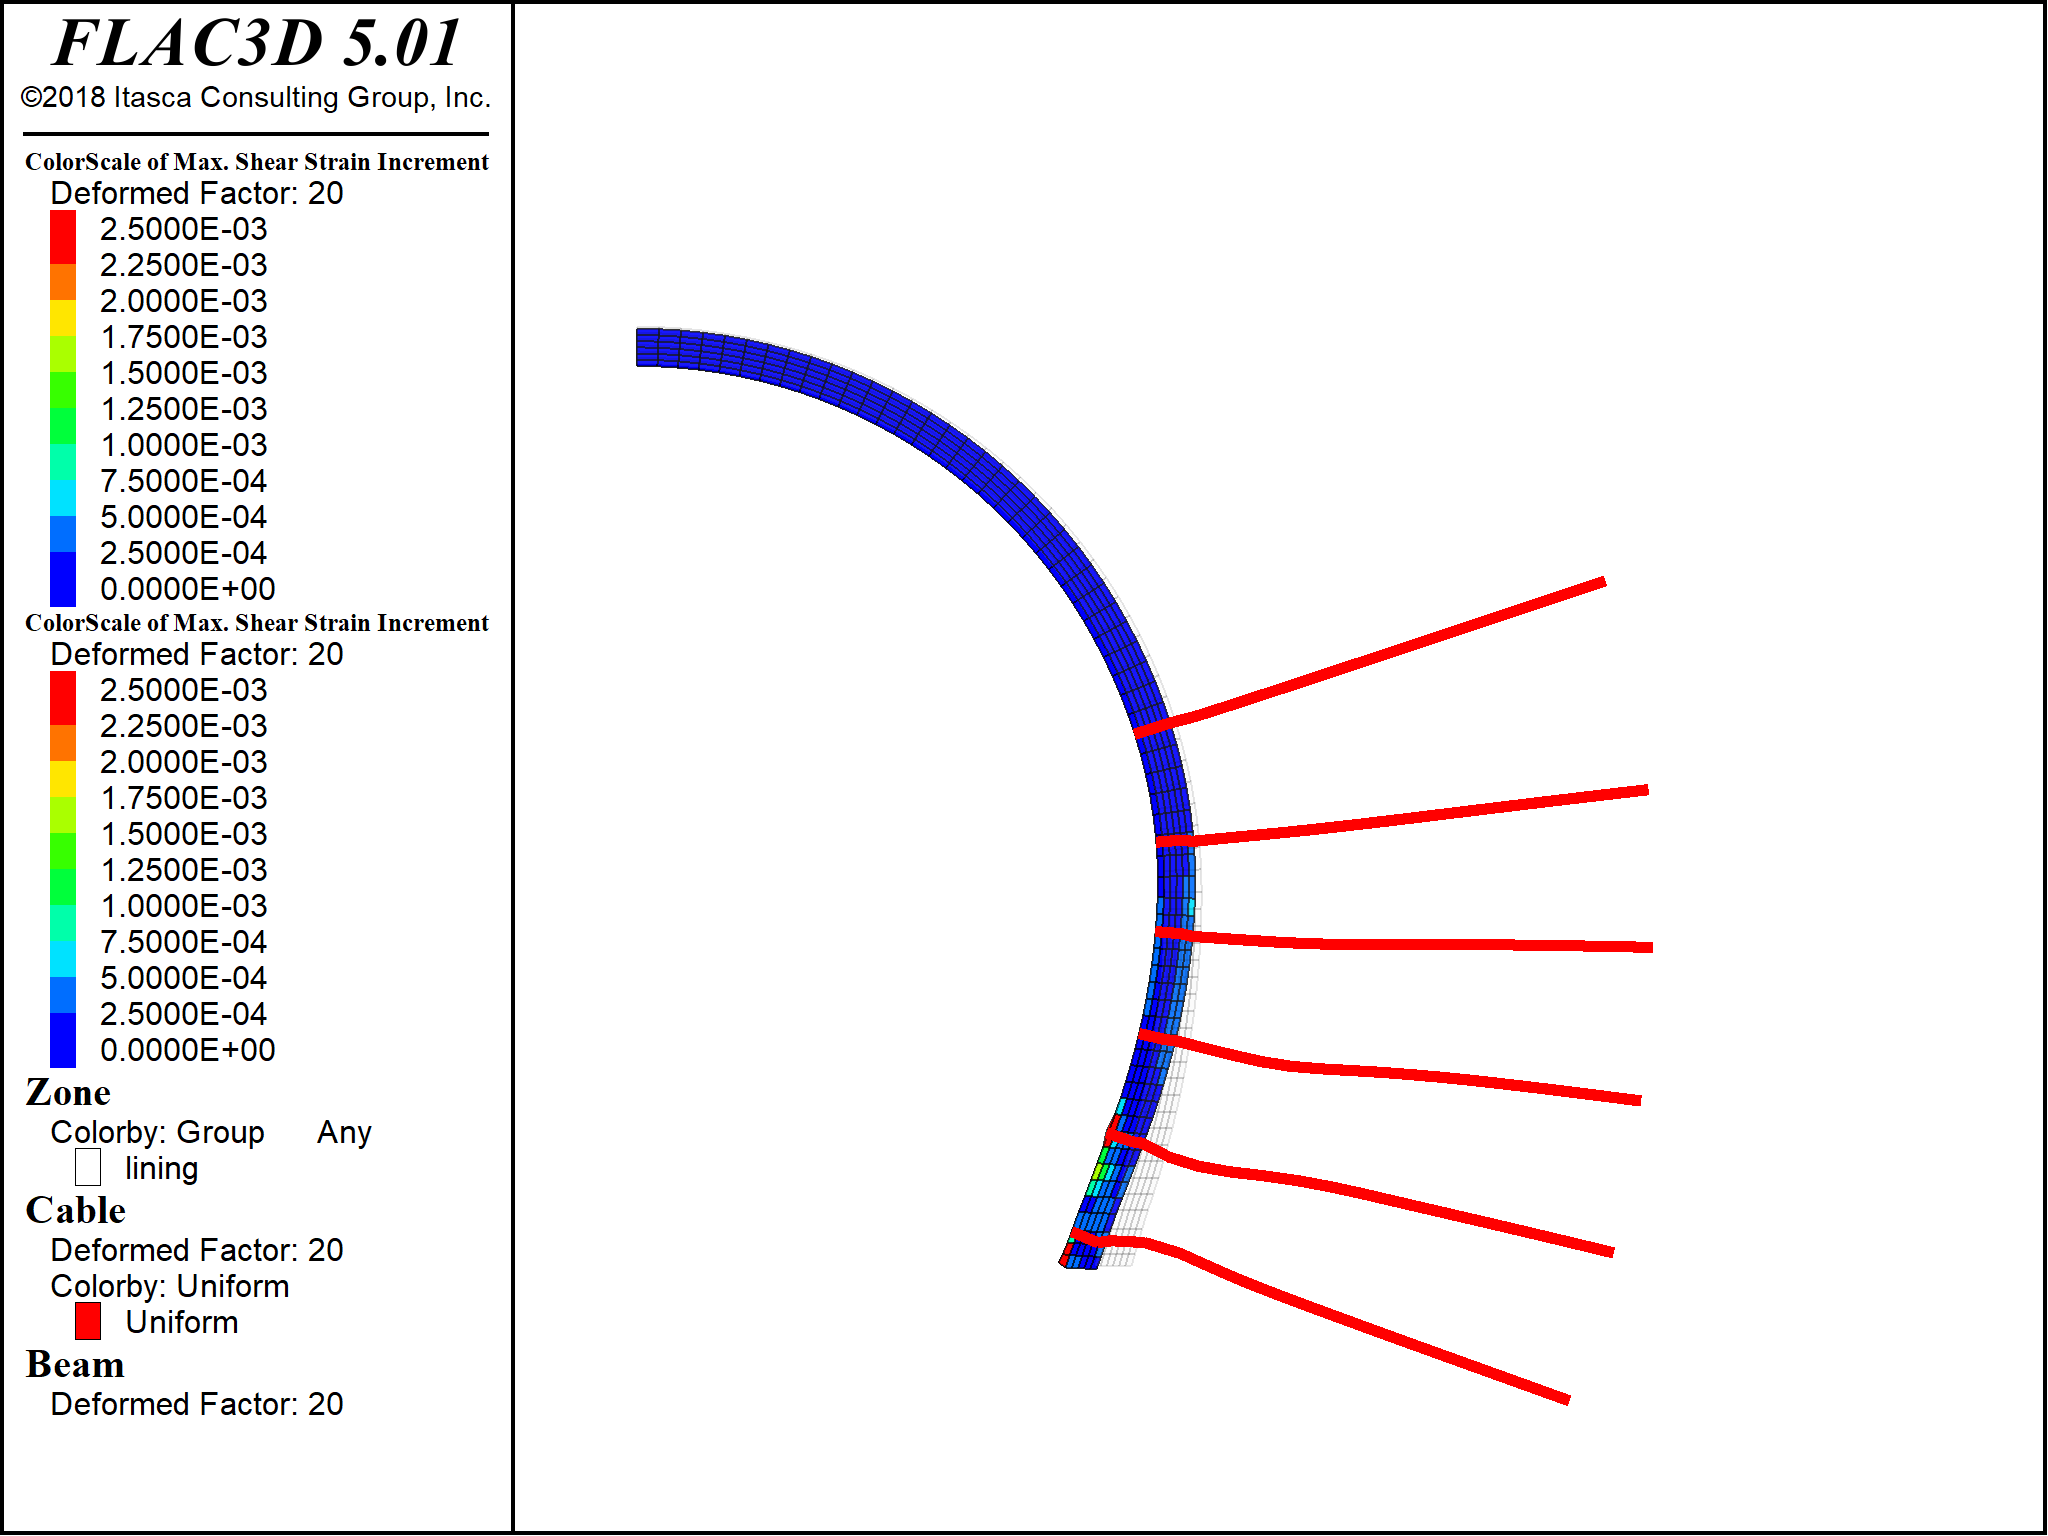 FLAC3D 5.01
©2018 Itasca Consulting Group, Inc.
ColorScale of Max. Shear Strain Increment
Deformed Factor: 20
2.5000E-03
2.2500E-03
2.0000E-03
1.7500E-03
1.5000E-03
1.2500E-03
1.0000E-03
7.5000E-04
5.0000E-04
2.5000E-04
0.0000E+00
ColorScale of Max. Shear Strain Increment
Deformed Factor: 20
2.5000E-03
2.2500E-03
2.0000E-03
1.7500E-03
1.5000E-03
1.2500E-03
1.0000E-03
7.5000E-04
5.0000E-04
2.5000E-04
0.0000E+00
Zone
Colorby: Group Any
lining
Cable
Deformed Factor: 20
Colorby: Uniform
Uniform
Beam
Deformed Factor: 20